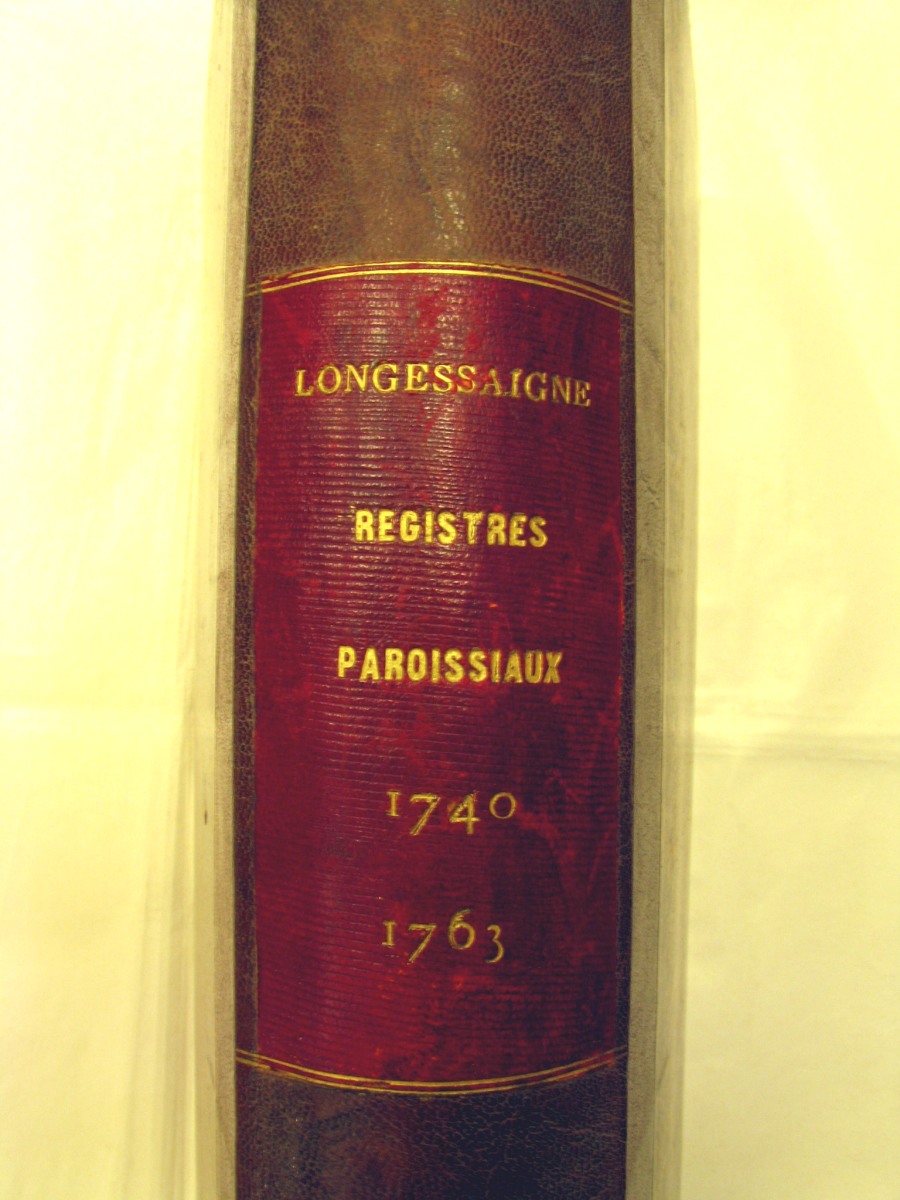 LONGESSAIGNE
REGISTRES
PAROISSIAUX
1740
1763